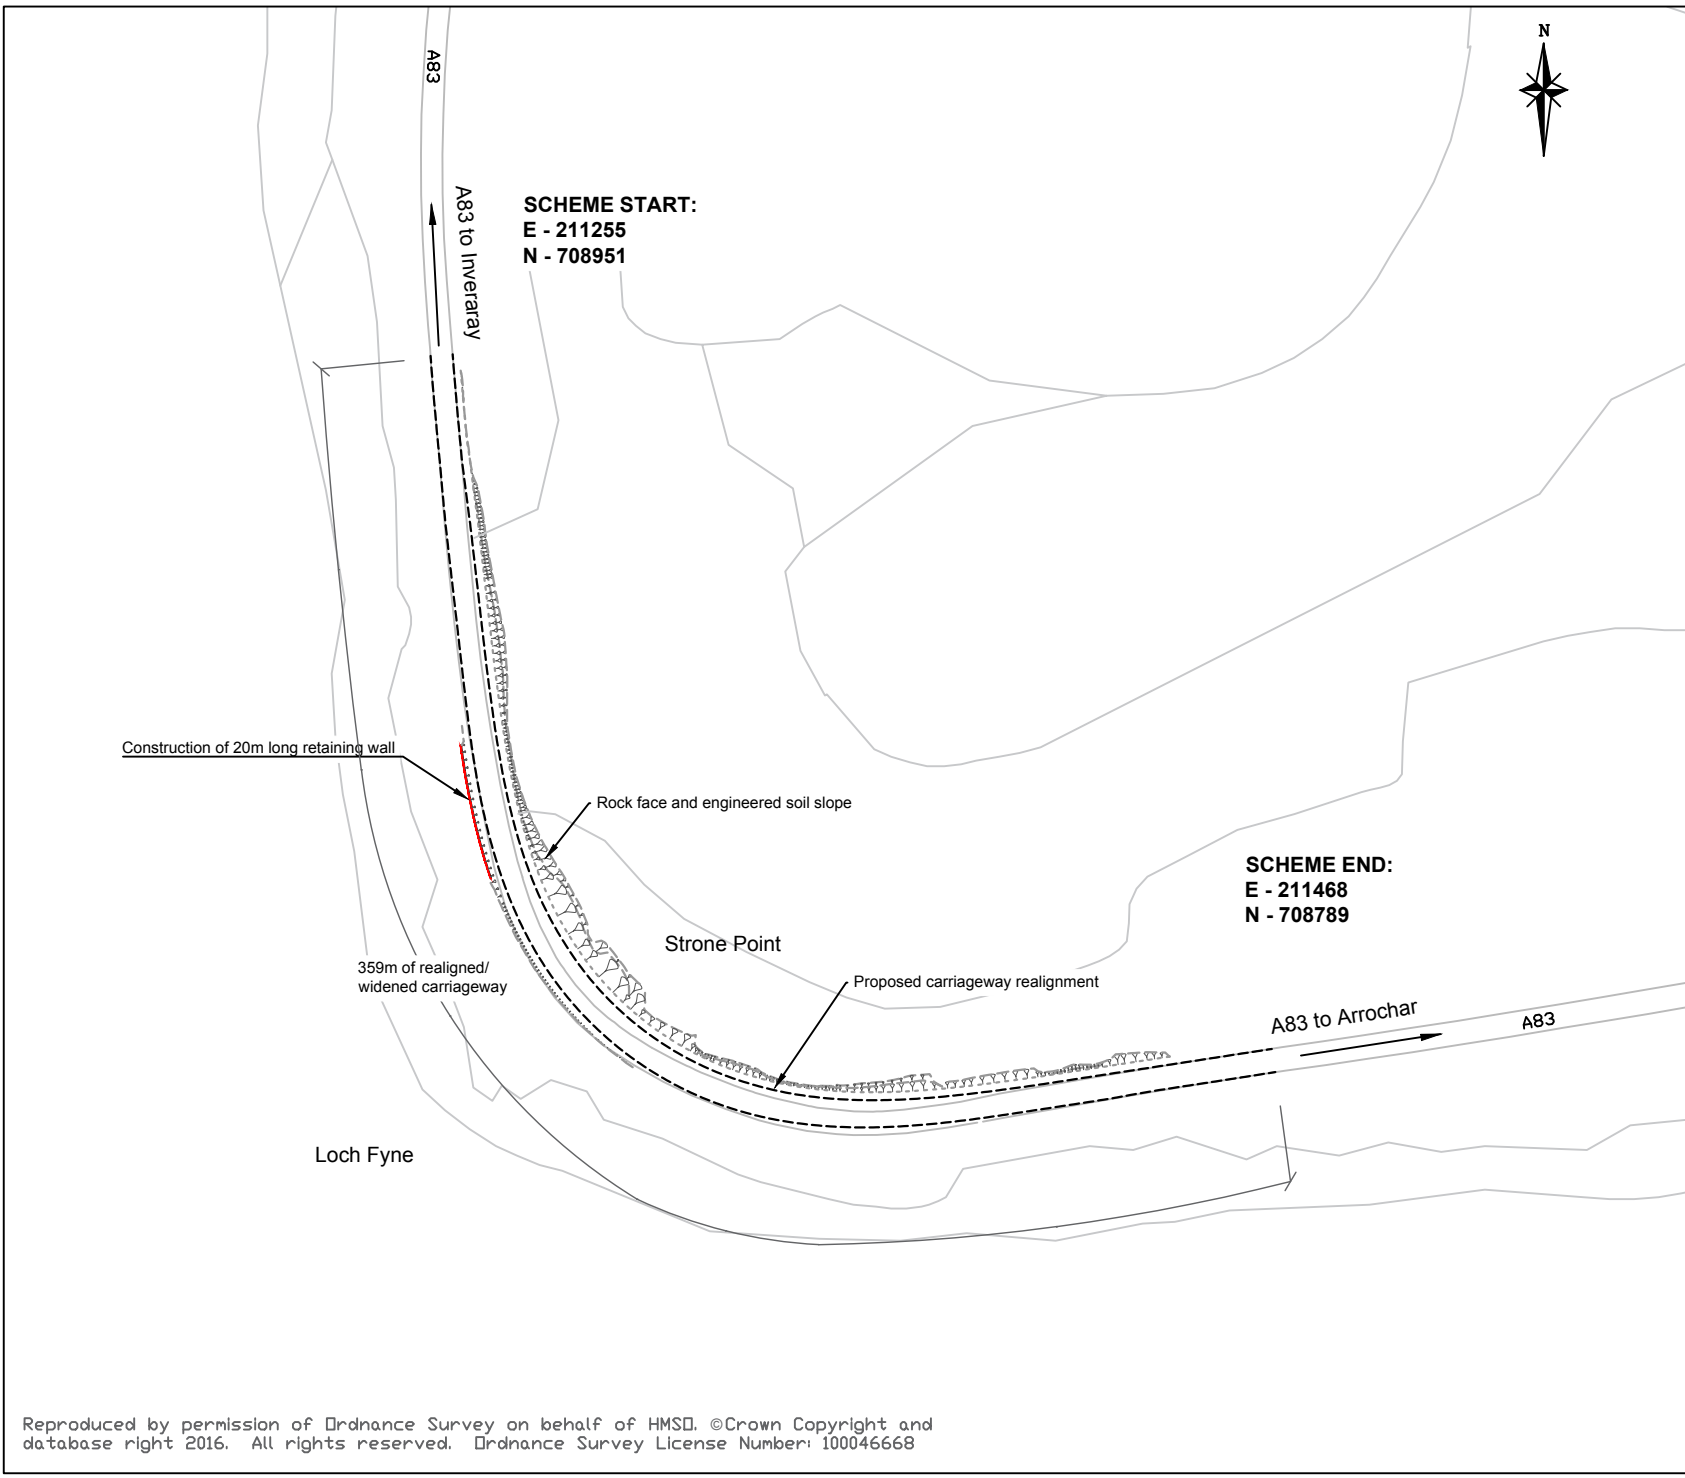 N
A83
A83 to Inveraray
SCHEME START:
E - 211255
N - 708951
Construction of 20m long retaining wall
Rock face and engineered soil slope
SCHEME END:
E - 211468
N - 708789
Strone Point
359m of realigned/
widened carriageway
Proposed carriageway realignment
A83 to Arrochar
A83
Loch Fyne
Reproduced by permission of Ordnance Survey on behalf of HMSO. ©Crown Copyright and
database right 2016. All rights reserved. Ordnance Survey License Number: 100046668